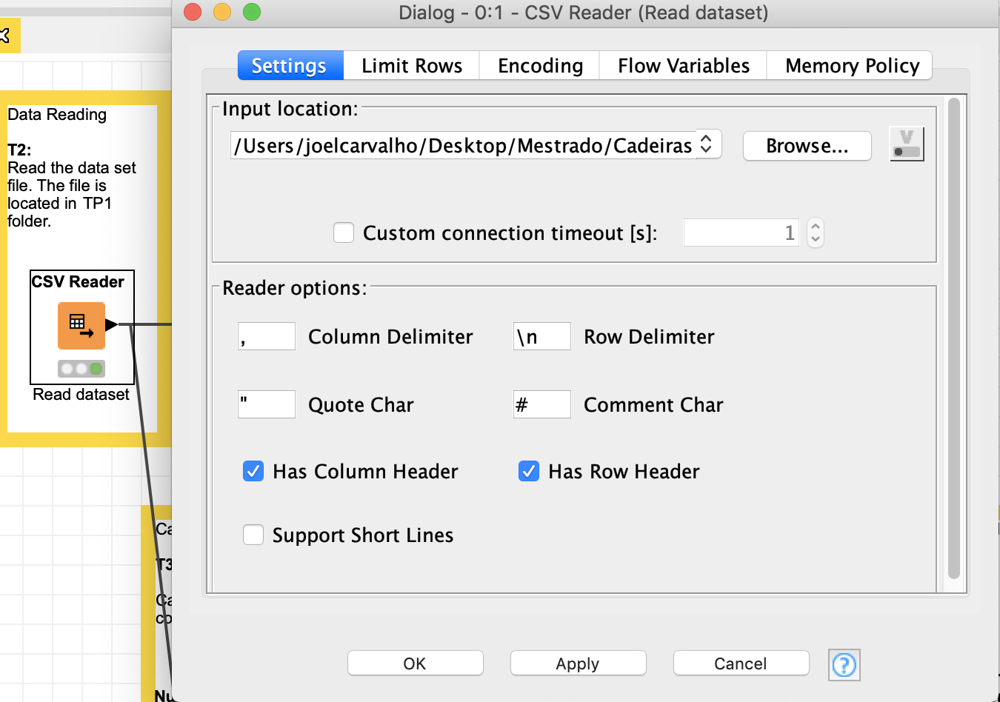 Dialog - 0:1 - CSV Reader (Read dataset)
Settings
Limit Rows
Encoding
Flow Variables
Memory Policy
Data Reading
T2:
Read the data set
file. The file is
located in TP1
folder.
CSV Reader
Read dataset
Input location:
/Users/joelcarvalho/Desktop/Mestrado/Cadeiras
Browse...
V
Custom connection timeout [s]:
1
Reader options:
, Column Delimiter
\n Row Delimiter
" Quote Char
# Comment Char
Has Column Header
Has Row Header
Support Short Lines
Ca
T3
Ca
co
Nu
OK
Apply
Cancel
?